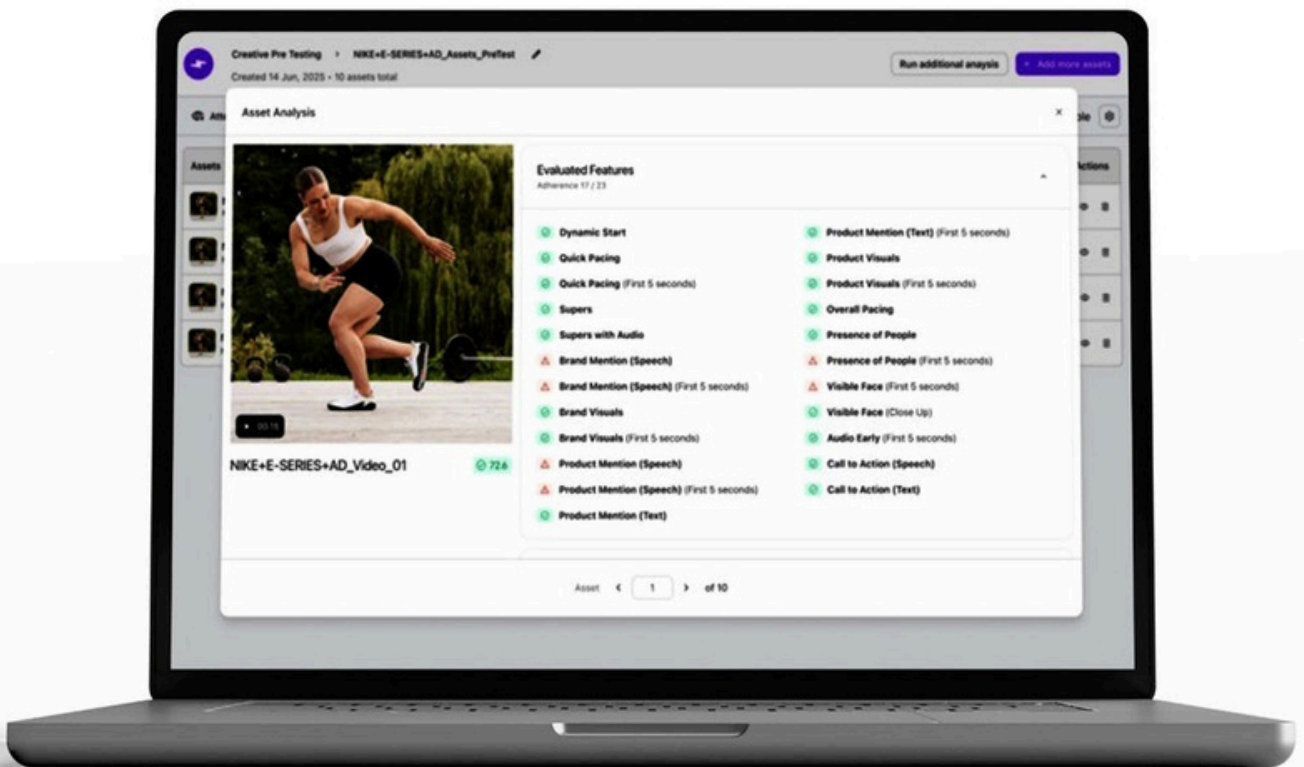 Creative Pre Testing > NIKE+E-SERIES+AD_Assets_PreTest
Created 14 Jun, 2025 • 10 assets total
Run additional anaysis
+ Add more assets
Asset Analysis
×
Assets
Actions
Evaluated Features
Adherence 17 / 23
Dynamic Start
Quick Pacing
Quick Pacing (First 5 seconds)
Supers
Supers with Audio
Brand Mention (Speech)
Brand Mention (Speech) (First 5 seconds)
Brand Visuals
Brand Visuals (First 5 seconds)
Product Mention (Speech)
Product Mention (Speech) (First 5 seconds)
Product Mention (Text)
Product Mention (Text) (First 5 seconds)
Product Visuals
Product Visuals (First 5 seconds)
Overall Pacing
Presence of People
Presence of People (First 5 seconds)
Visible Face (First 5 seconds)
Visible Face (Close Up)
Audio Early (First 5 seconds)
Call to Action (Speech)
Call to Action (Text)
00:15
NIKE+E-SERIES+AD_Video_01
72.6
Asset < 1 > of 10